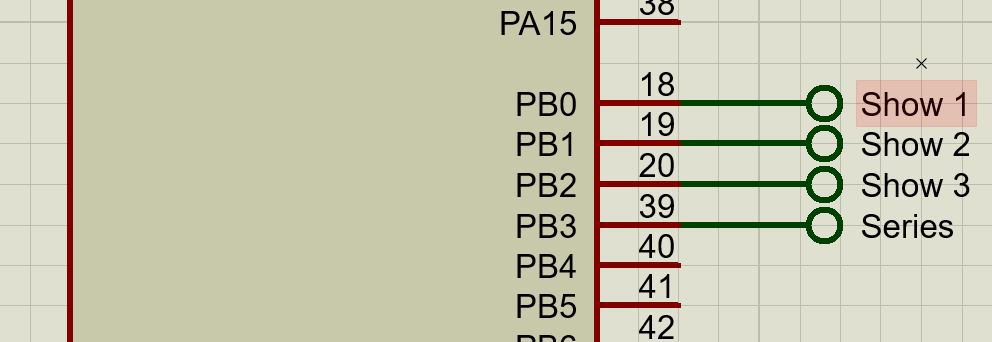 38
PA15
18
PB0 Show 1
19
PB1 Show 2
20
PB2 Show 3
39
PB3 Series
40
PB4
41
PB5
42
PB6